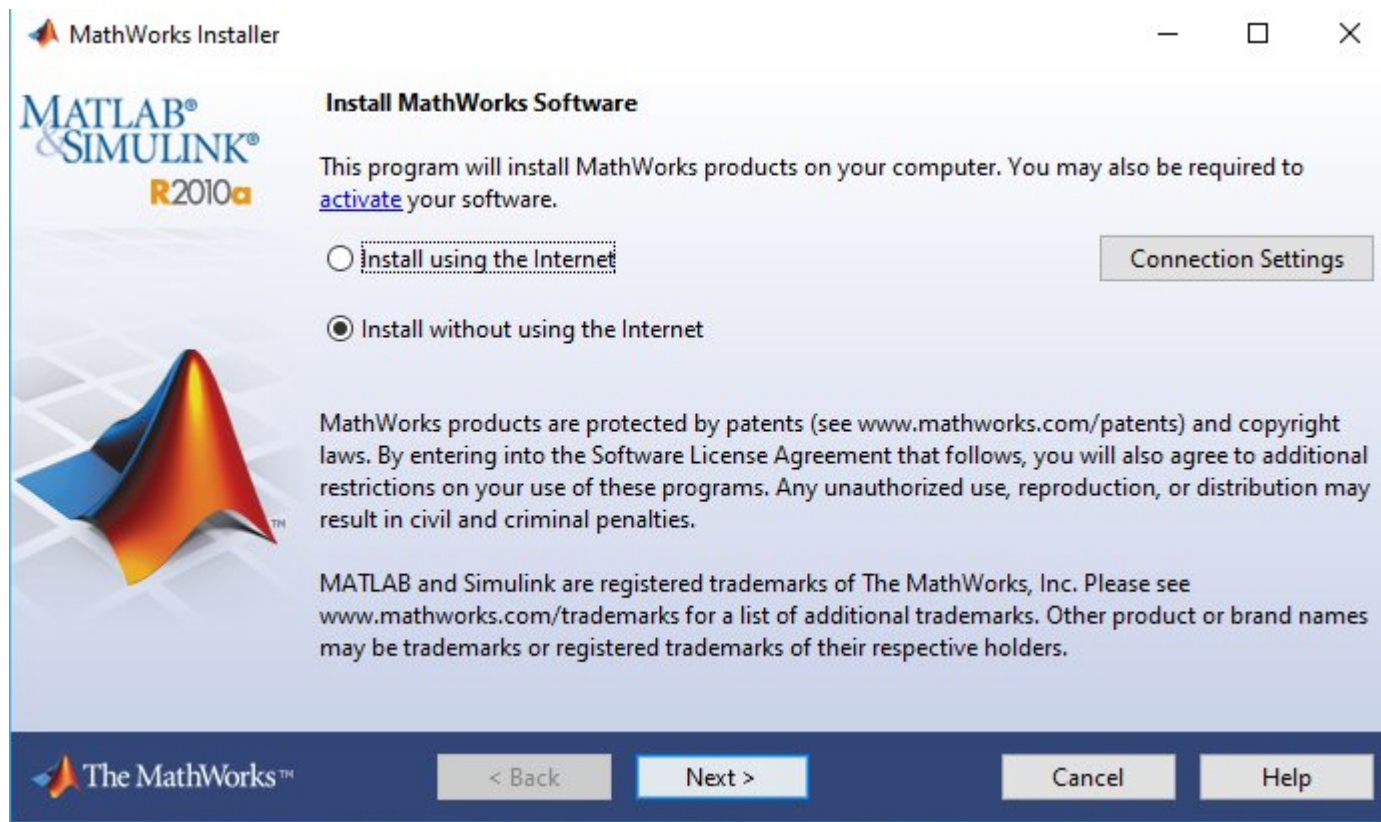 MathWorks Installer
MATLAB®
&SIMULINK®
R2010a
Install MathWorks Software
This program will install MathWorks products on your computer. You may also be required to
activate your software.
Install using the Internet
Connection Settings
Install without using the Internet
MathWorks products are protected by patents (see www.mathworks.com/patents) and copyright
laws. By entering into the Software License Agreement that follows, you will also agree to additional
restrictions on your use of these programs. Any unauthorized use, reproduction, or distribution may
result in civil and criminal penalties.
TM
MATLAB and Simulink are registered trademarks of The MathWorks, Inc. Please see
www.mathworks.com/trademarks for a list of additional trademarks. Other product or brand names
may be trademarks or registered trademarks of their respective holders.
The MathWorks™
< Back
Next >
Cancel
Help